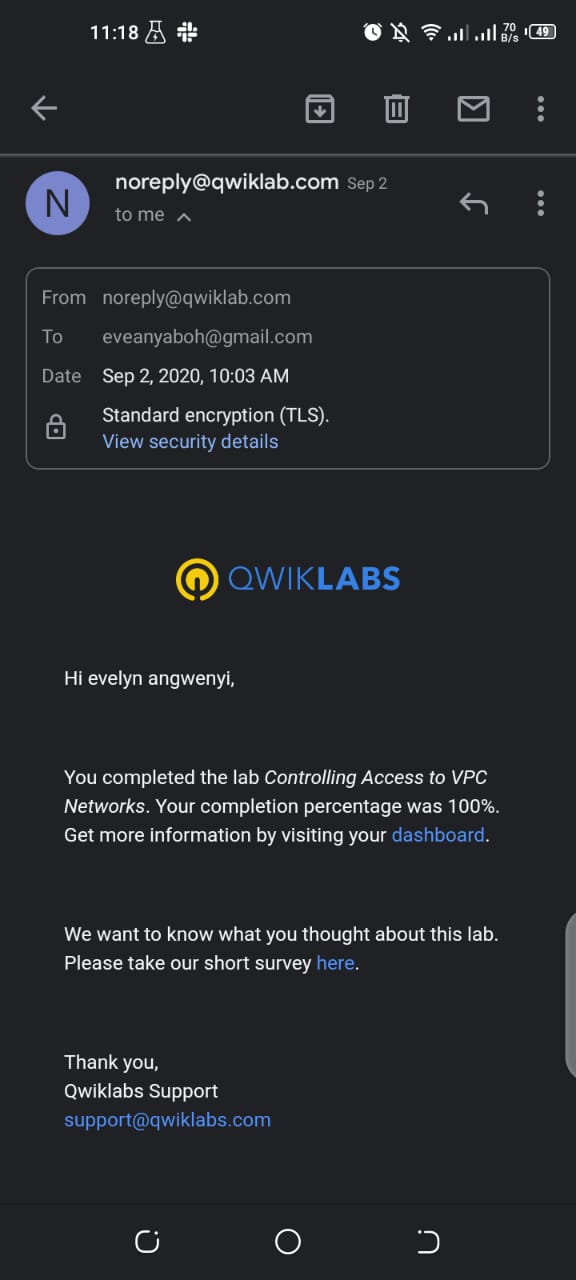 11:18 70 B/s 49
N noreply@qwiklab.com Sep 2
to me
From noreply@qwiklab.com
To eveanyaboh@gmail.com
Date Sep 2, 2020, 10:03 AM
Standard encryption (TLS).
View security details
QWIKLABS
Hi evelyn angwenyi,
You completed the lab Controlling Access to VPC
Networks. Your completion percentage was 100%.
Get more information by visiting your dashboard.
We want to know what you thought about this lab.
Please take our short survey here.
Thank you,
Qwiklabs Support
support@qwiklabs.com